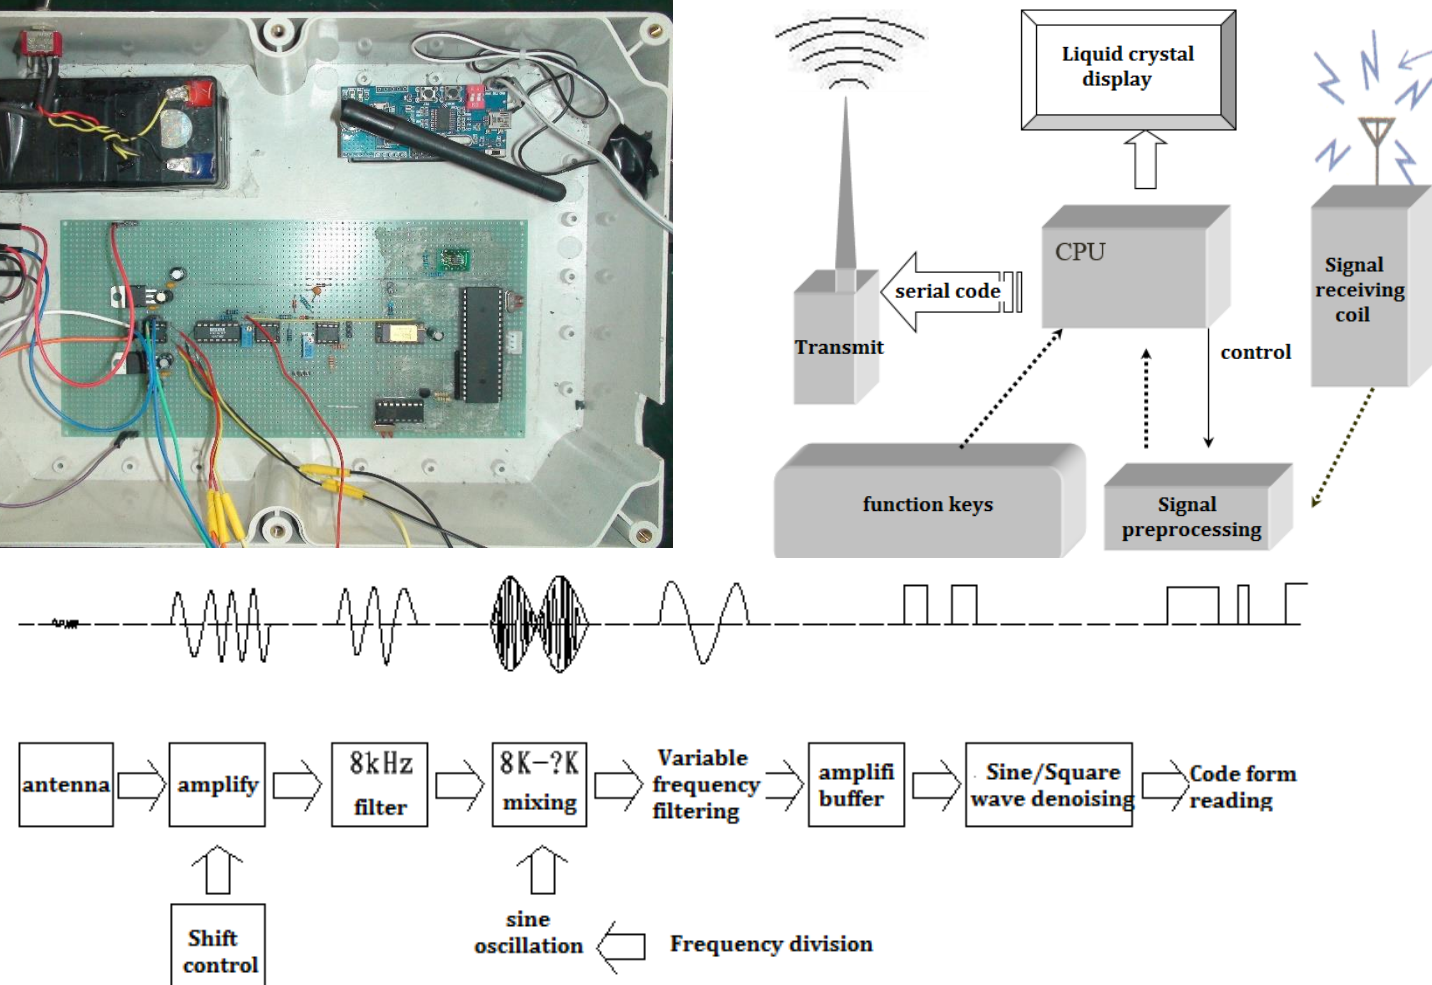 Liquid crystal
display
CPU
Signal
receiving
coil
serial code
Transmit
control
function keys
Signal
preprocessing
antenna
amplify
8kHz
filter
8K-?K
mixing
Variable
frequency
filtering
amplifi
buffer
Sine/Square
wave denoising
Code form
reading
Shift
control
sine
oscillation
Frequency division